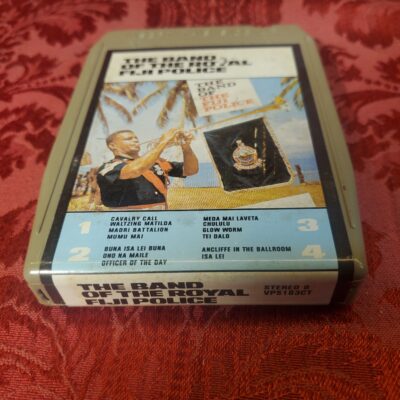 THE BAND
OF THE ROYAL
FIJI POLICE
THE
BAND
OF
THE
FIJI
POLICE
1
CAVALRY CALL
WALTZING MATILDA
MAORI BATTALION
MUMU MAI
2
BUNA ISA LEI BUNA
OHO NA MAILE
OFFICER OF THE DAY
3
MEDA MAI LAVETA
CHULULU
GLOW WORM
TEI DALO
4
ANCLIFFE IN THE BALLROOM
ISA LEI
THE BAND
OF THE ROYAL
FIJI POLICE
STEREO 8
VPS183CT